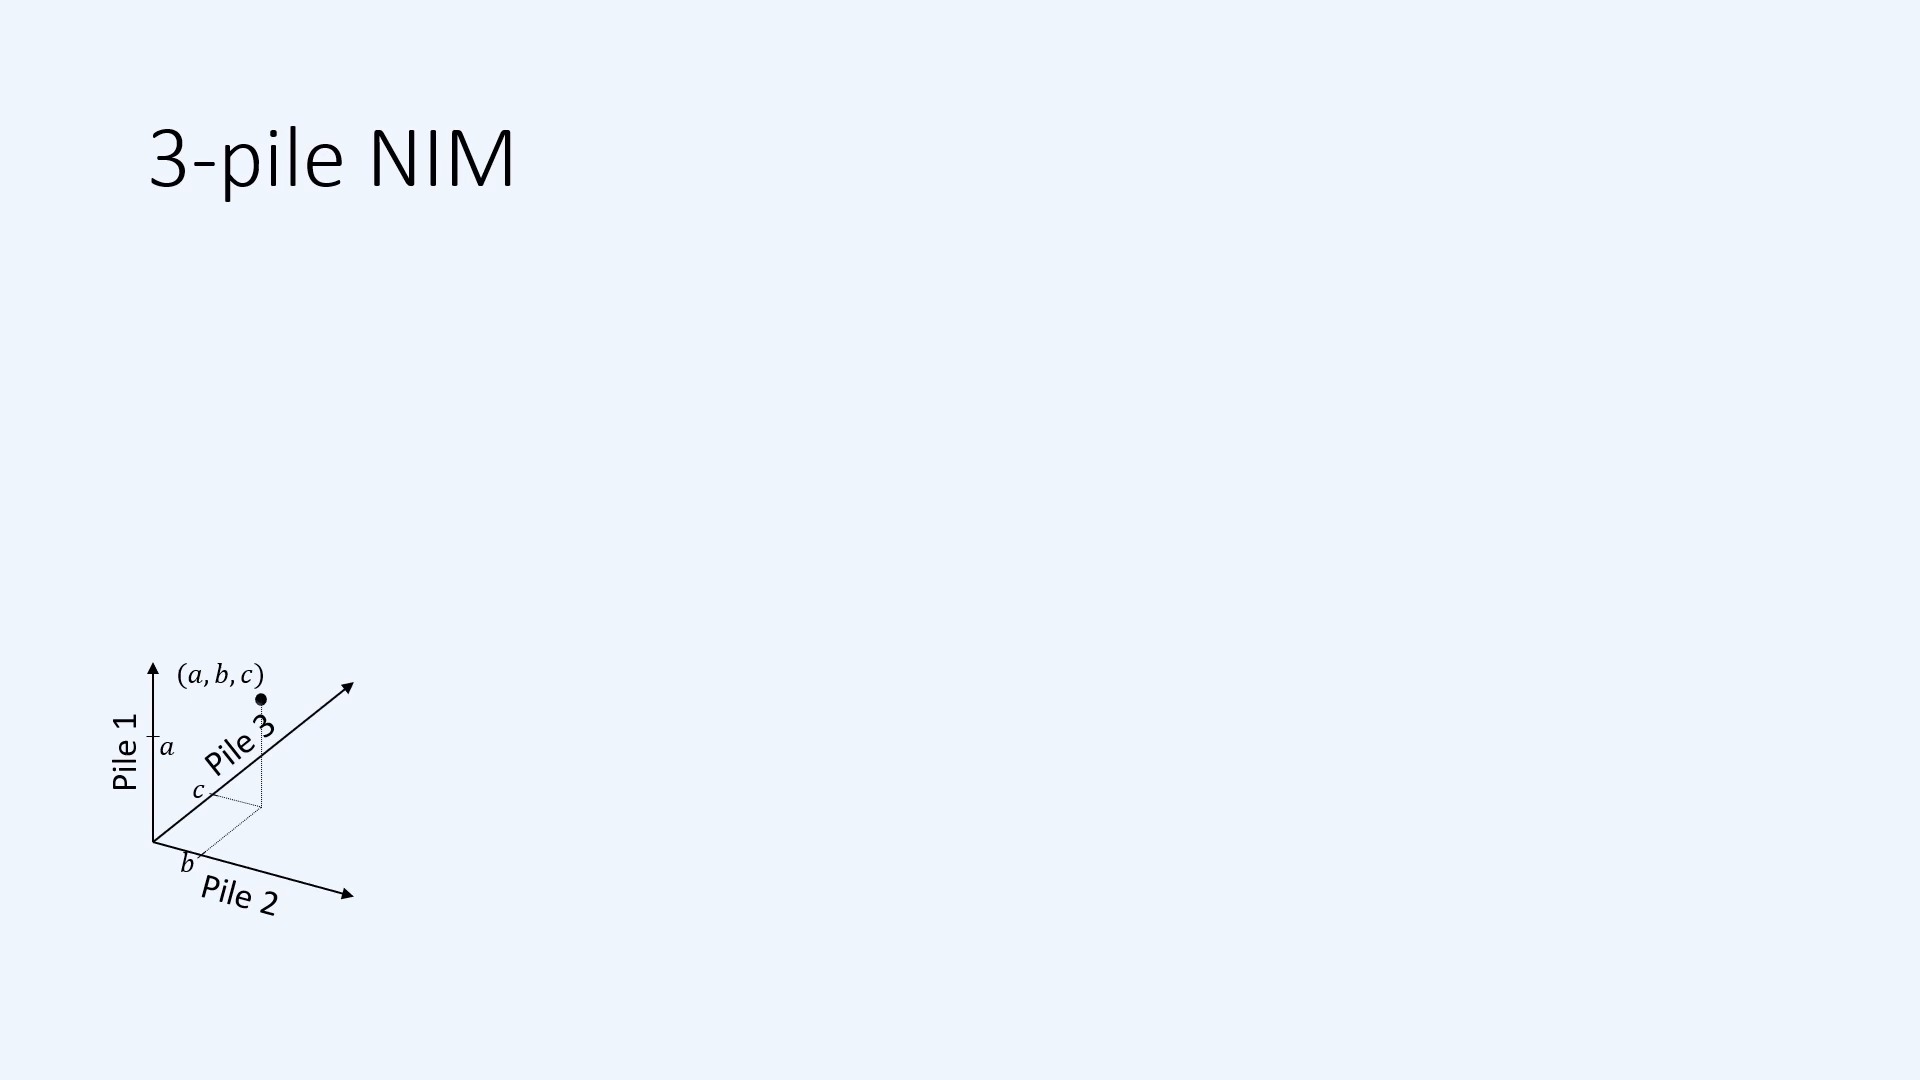 3-pile NIM
(a, b, c)
Pile 1
a
Pile 3
c
b
Pile 2